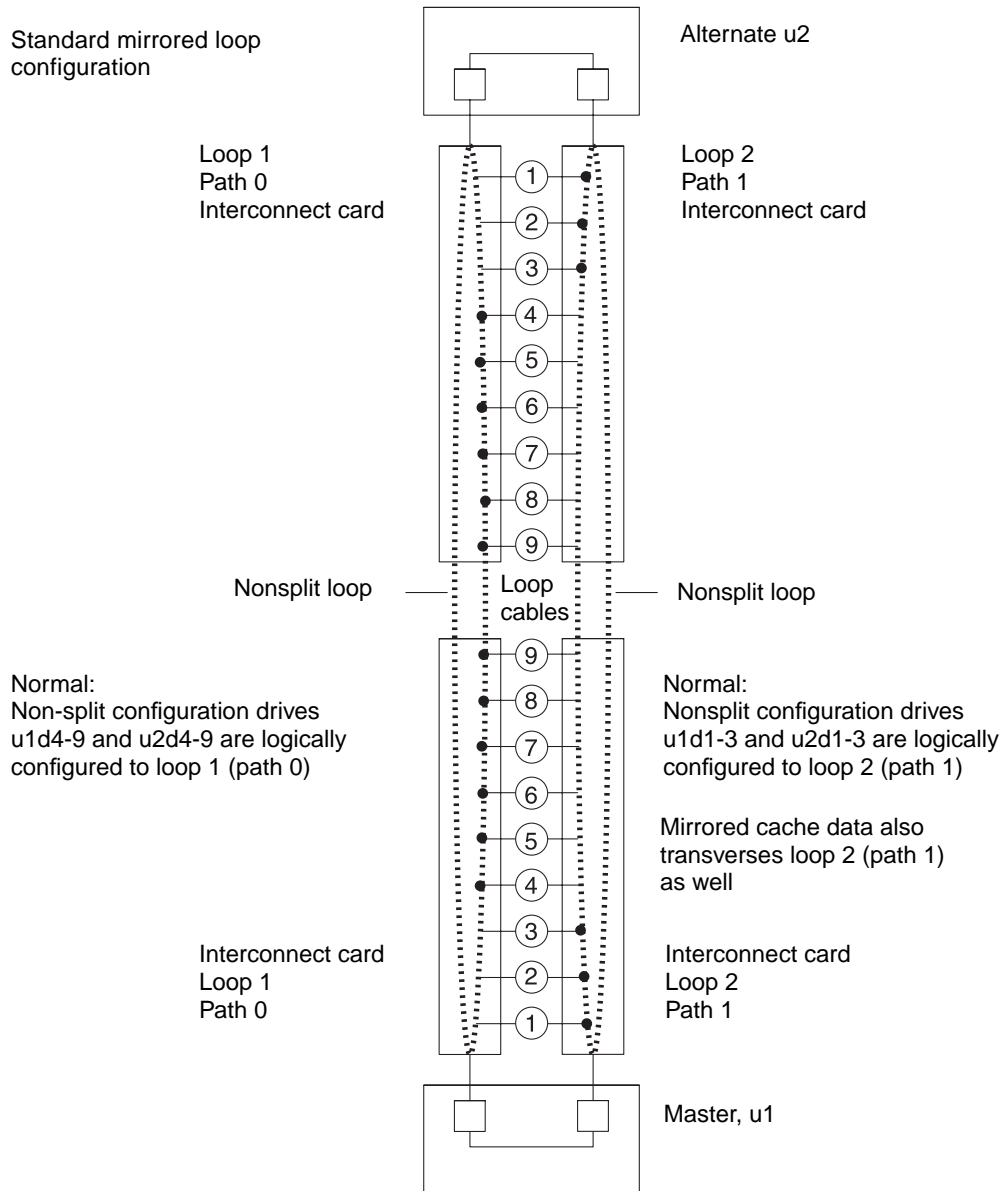 Standard mirrored loop
configuration
Alternate u2
Loop 1
Path 0
Interconnect card
Loop 2
Path 1
Interconnect card
1
2
3
4
5
6
7
8
9
Nonsplit loop
Loop
cables
Nonsplit loop
9
8
7
6
5
4
3
2
1
Normal:
Non-split configuration drives
u1d4-9 and u2d4-9 are logically
configured to loop 1 (path 0)
Normal:
Nonsplit configuration drives
u1d1-3 and u2d1-3 are logically
configured to loop 2 (path 1)
Mirrored cache data also
transverses loop 2 (path 1)
as well
Interconnect card
Loop 1
Path 0
Interconnect card
Loop 2
Path 1
Master, u1